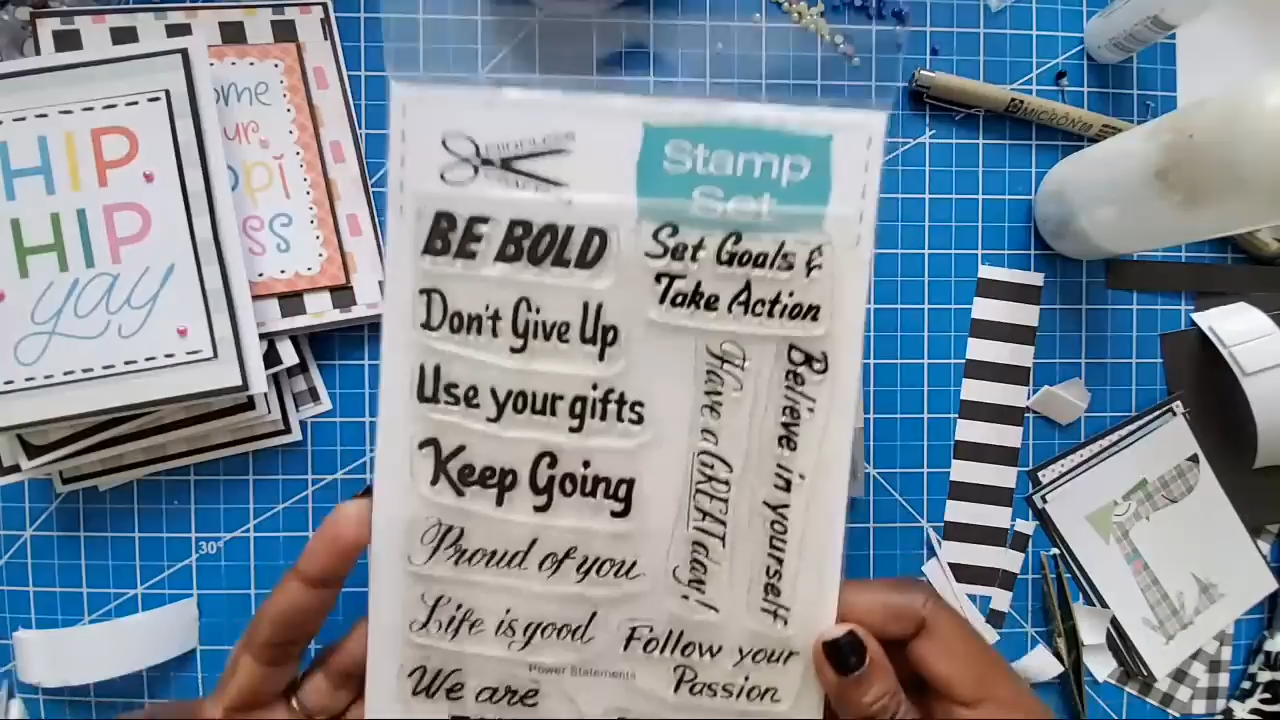 HIP
HIP
yay
ome
ur
opi
ss
Stamp
Set
BE BOLD
Don't Give Up
Use your gifts
Keep Going
Proud of you
Life is good
We are
Set Goals &
Take Action
Have a GREAT day!
Believe in yourself
Follow your
Passion
Power Statements
MICRON
30°